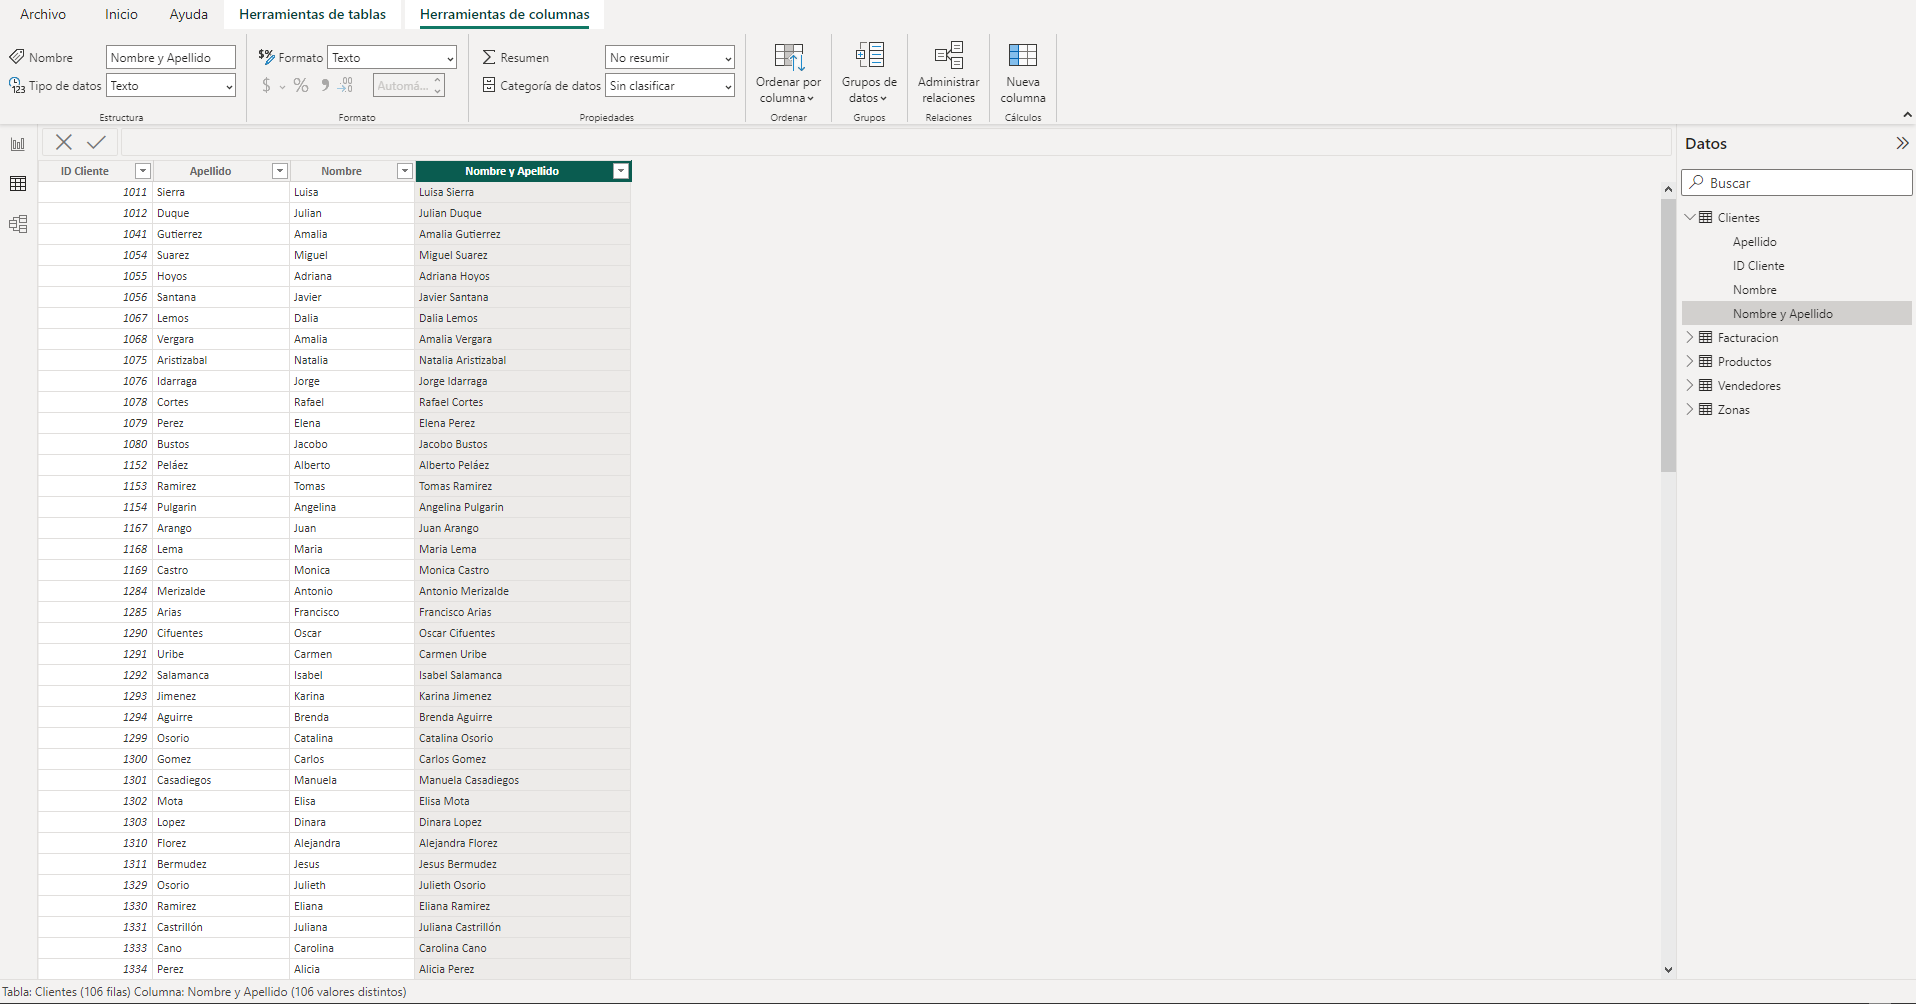 Archivo Inicio Ayuda Herramientas de tablas Herramientas de columnas
Nombre Nombre y Apellido
Tipo de datos Texto
Estructura
Formato Texto
$ % Automá...
Formato
Resumen No resumir
Categoría de datos Sin clasificar
Propiedades
Ordenar por
columna
Ordenar
Grupos de
datos
Grupos
Administrar
relaciones
Relaciones
Nueva
columna
Cálculos
ID Cliente Apellido Nombre Nombre y Apellido
1011 Sierra Luisa Luisa Sierra
1012 Duque Julian Julian Duque
1041 Gutierrez Amalia Amalia Gutierrez
1054 Suarez Miguel Miguel Suarez
1055 Hoyos Adriana Adriana Hoyos
1056 Santana Javier Javier Santana
1067 Lemos Dalia Dalia Lemos
1068 Vergara Amalia Amalia Vergara
1075 Aristizabal Natalia Natalia Aristizabal
1076 Idarraga Jorge Jorge Idarraga
1078 Cortes Rafael Rafael Cortes
1079 Perez Elena Elena Perez
1080 Bustos Jacobo Jacobo Bustos
1152 Peláez Alberto Alberto Peláez
1153 Ramirez Tomas Tomas Ramirez
1154 Pulgarin Angelina Angelina Pulgarin
1167 Arango Juan Juan Arango
1168 Lema Maria Maria Lema
1169 Castro Monica Monica Castro
1284 Merizalde Antonio Antonio Merizalde
1285 Arias Francisco Francisco Arias
1290 Cifuentes Oscar Oscar Cifuentes
1291 Uribe Carmen Carmen Uribe
1292 Salamanca Isabel Isabel Salamanca
1293 Jimenez Karina Karina Jimenez
1294 Aguirre Brenda Brenda Aguirre
1299 Osorio Catalina Catalina Osorio
1300 Gomez Carlos Carlos Gomez
1301 Casadiegos Manuela Manuela Casadiegos
1302 Mota Elisa Elisa Mota
1303 Lopez Dinara Dinara Lopez
1310 Florez Alejandra Alejandra Florez
1311 Bermudez Jesus Jesus Bermudez
1329 Osorio Julieth Julieth Osorio
1330 Ramirez Eliana Eliana Ramirez
1331 Castrillón Juliana Juliana Castrillón
1333 Cano Carolina Carolina Cano
1334 Perez Alicia Alicia Perez
Datos
Buscar
Clientes
Apellido
ID Cliente
Nombre
Nombre y Apellido
Facturacion
Productos
Vendedores
Zonas
Tabla: Clientes (106 filas) Columna: Nombre y Apellido (106 valores distintos)